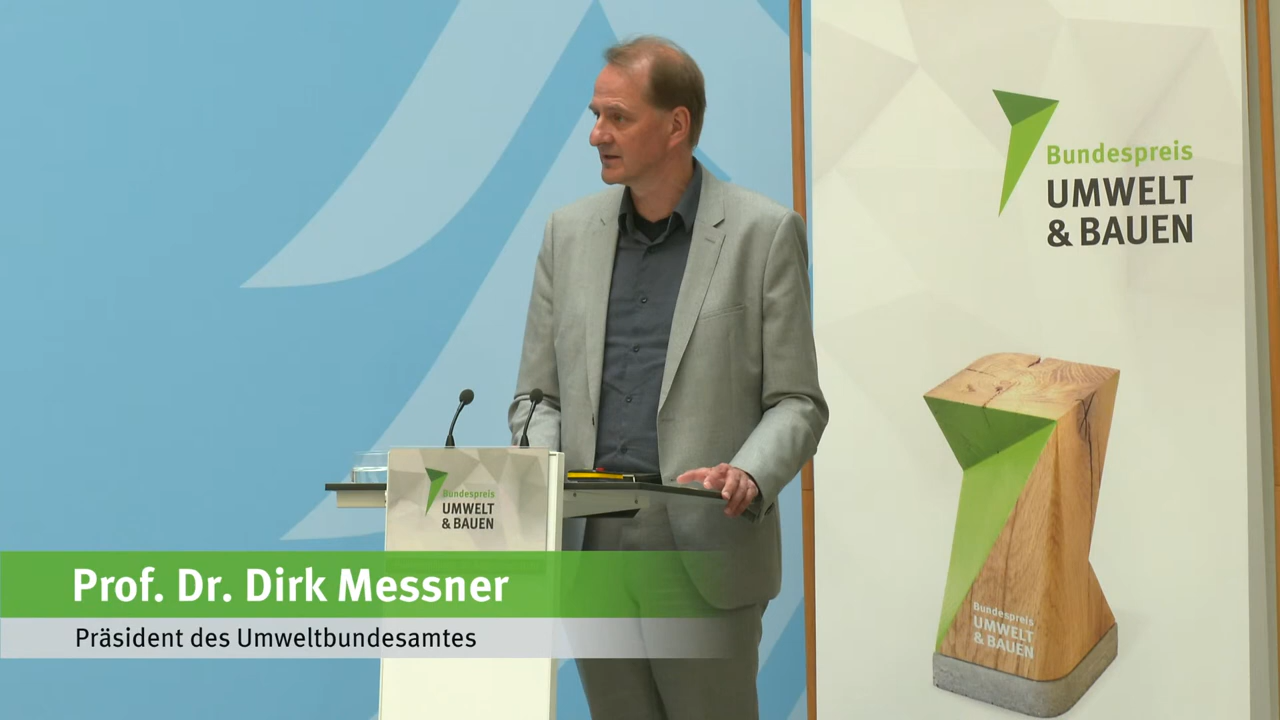 Bundespreis
UMWELT
& BAUEN
Bundespreis
UMWELT
& BAUEN
Prof. Dr. Dirk Messner
Präsident des Umweltbundesamtes
Bundespreis
UMWELT
& BAUEN